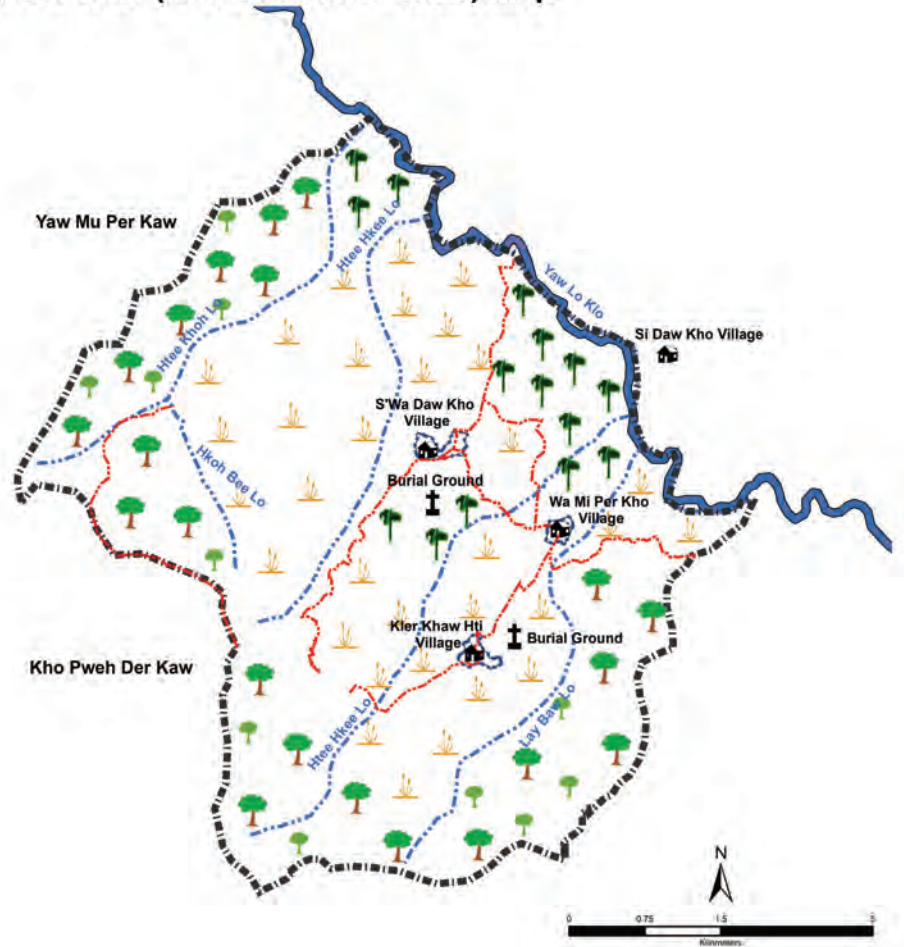 Yaw Mu Per Kaw
Htee Hkee Lo
Htee Khoh Lo
Yaw Lo Klo
Si Daw Kho Village
S'Wa Daw Kho
Village
Hkoh Bee Lo
Burial Ground
Wa Mi Per Kho
Village
Kler Khaw Hti
Village
Burial Ground
Kho Pweh Der Kaw
Htee Hkee Lo
Lay Baw Lo
N
0 0.75 1.5 3
Kilometers